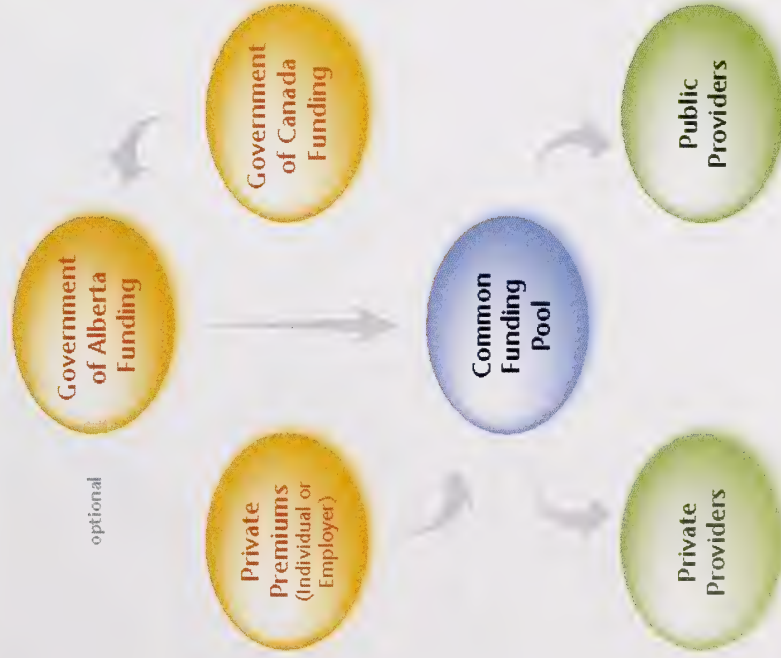 optional
Government
of Alberta
Funding
Private
Premiums
(Individual or
Employer)
Government
of Canada
Funding
Common
Funding
Pool
Private
Providers
Public
Providers